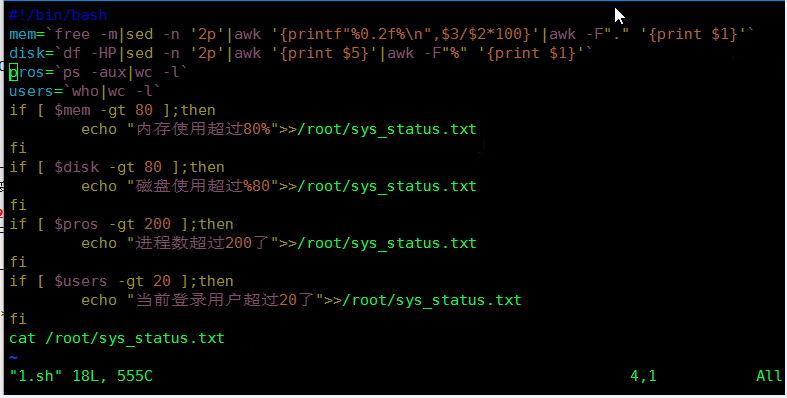 #!/bin/bash
mem=`free -m|sed -n '2p'|awk '{printf"%0.2f%\n",$3/$2*100}'|awk -F"." '{print $1}'`
disk=`df -HP|sed -n '2p'|awk '{print $5}'|awk -F"%" '{print $1}'`
pros=`ps -aux|wc -l`
users=`who|wc -l`
if [ $mem -gt 80 ];then
        echo "内存使用超过80%">>/root/sys_status.txt
fi
if [ $disk -gt 80 ];then
        echo "磁盘使用超过%80">>/root/sys_status.txt
fi
if [ $pros -gt 200 ];then
        echo "进程数超过200了">>/root/sys_status.txt
fi
if [ $users -gt 20 ];then
        echo "当前登录用户超过20了">>/root/sys_status.txt
fi
cat /root/sys_status.txt
~
"1.sh" 18L, 555C 4,1 All